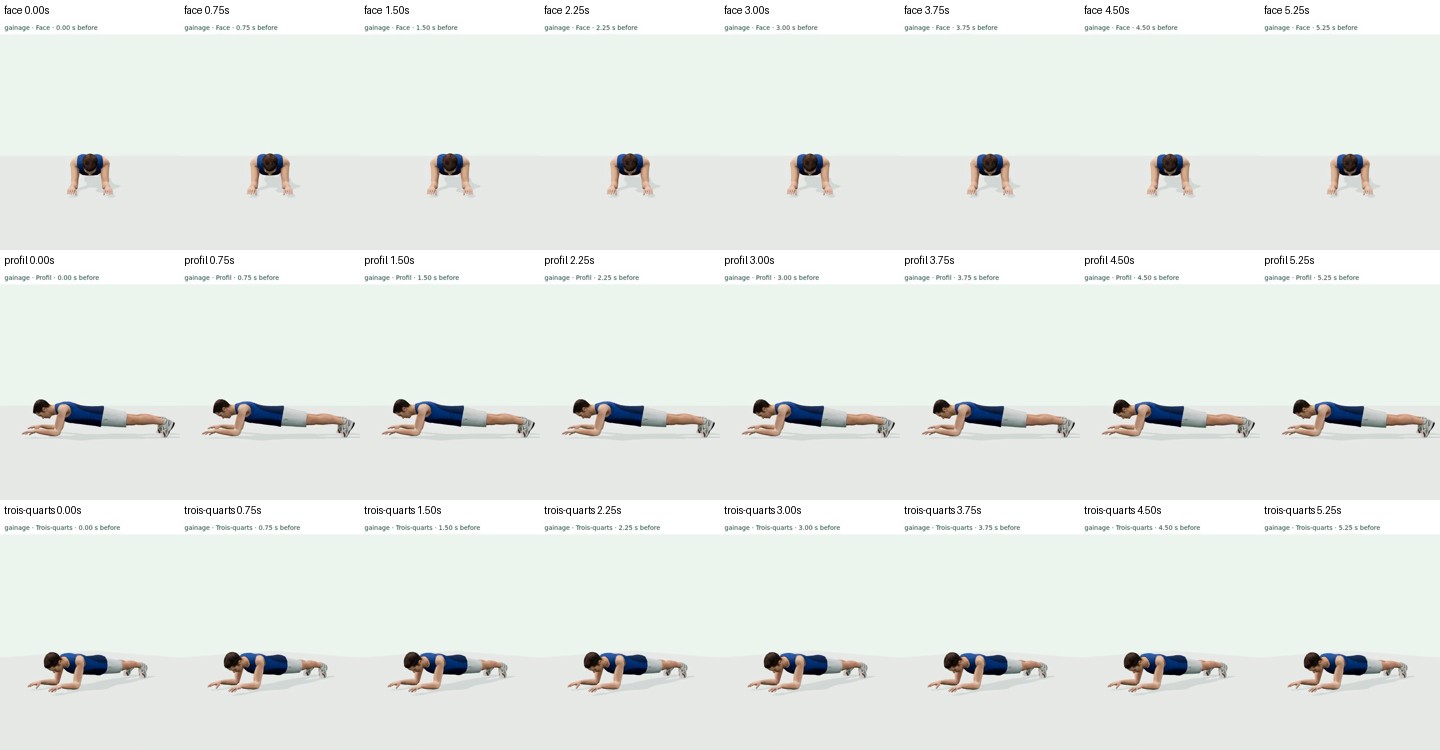 face 0.00s face 0.75s face 1.50s face 2.25s face 3.00s face 3.75s face 4.50s face 5.25s
gainage · Face · 0.00 s before gainage · Face · 0.75 s before gainage · Face · 1.50 s before gainage · Face · 2.25 s before gainage · Face · 3.00 s before gainage · Face · 3.75 s before gainage · Face · 4.50 s before gainage · Face · 5.25 s before
profil 0.00s profil 0.75s profil 1.50s profil 2.25s profil 3.00s profil 3.75s profil 4.50s profil 5.25s
gainage · Profil · 0.00 s before gainage · Profil · 0.75 s before gainage · Profil · 1.50 s before gainage · Profil · 2.25 s before gainage · Profil · 3.00 s before gainage · Profil · 3.75 s before gainage · Profil · 4.50 s before gainage · Profil · 5.25 s before
trois-quarts 0.00s trois-quarts 0.75s trois-quarts 1.50s trois-quarts 2.25s trois-quarts 3.00s trois-quarts 3.75s trois-quarts 4.50s trois-quarts 5.25s
gainage · Trois-quarts · 0.00 s before gainage · Trois-quarts · 0.75 s before gainage · Trois-quarts · 1.50 s before gainage · Trois-quarts · 2.25 s before gainage · Trois-quarts · 3.00 s before gainage · Trois-quarts · 3.75 s before gainage · Trois-quarts · 4.50 s before gainage · Trois-quarts · 5.25 s before